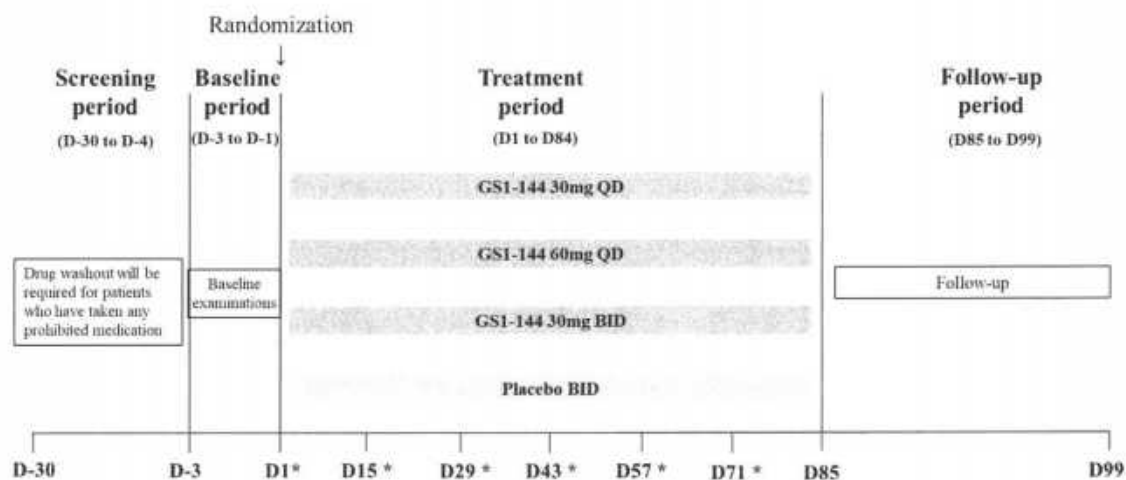 Randomization
↓
Screening
period
(D-30 to D-4)
Baseline
period
(D-3 to D-1)
Treatment
period
(D1 to D84)
Follow-up
period
(D85 to D99)
GS1-144 30mg QD
GS1-144 60mg QD
GS1-144 30mg BID
Placebo BID
Drug washout will be
required for patients
who have taken any
prohibited medication
Baseline
examinations
Follow-up
D-30 D-3 D1* D15 * D29 * D43 * D57 * D71 * D85 D99